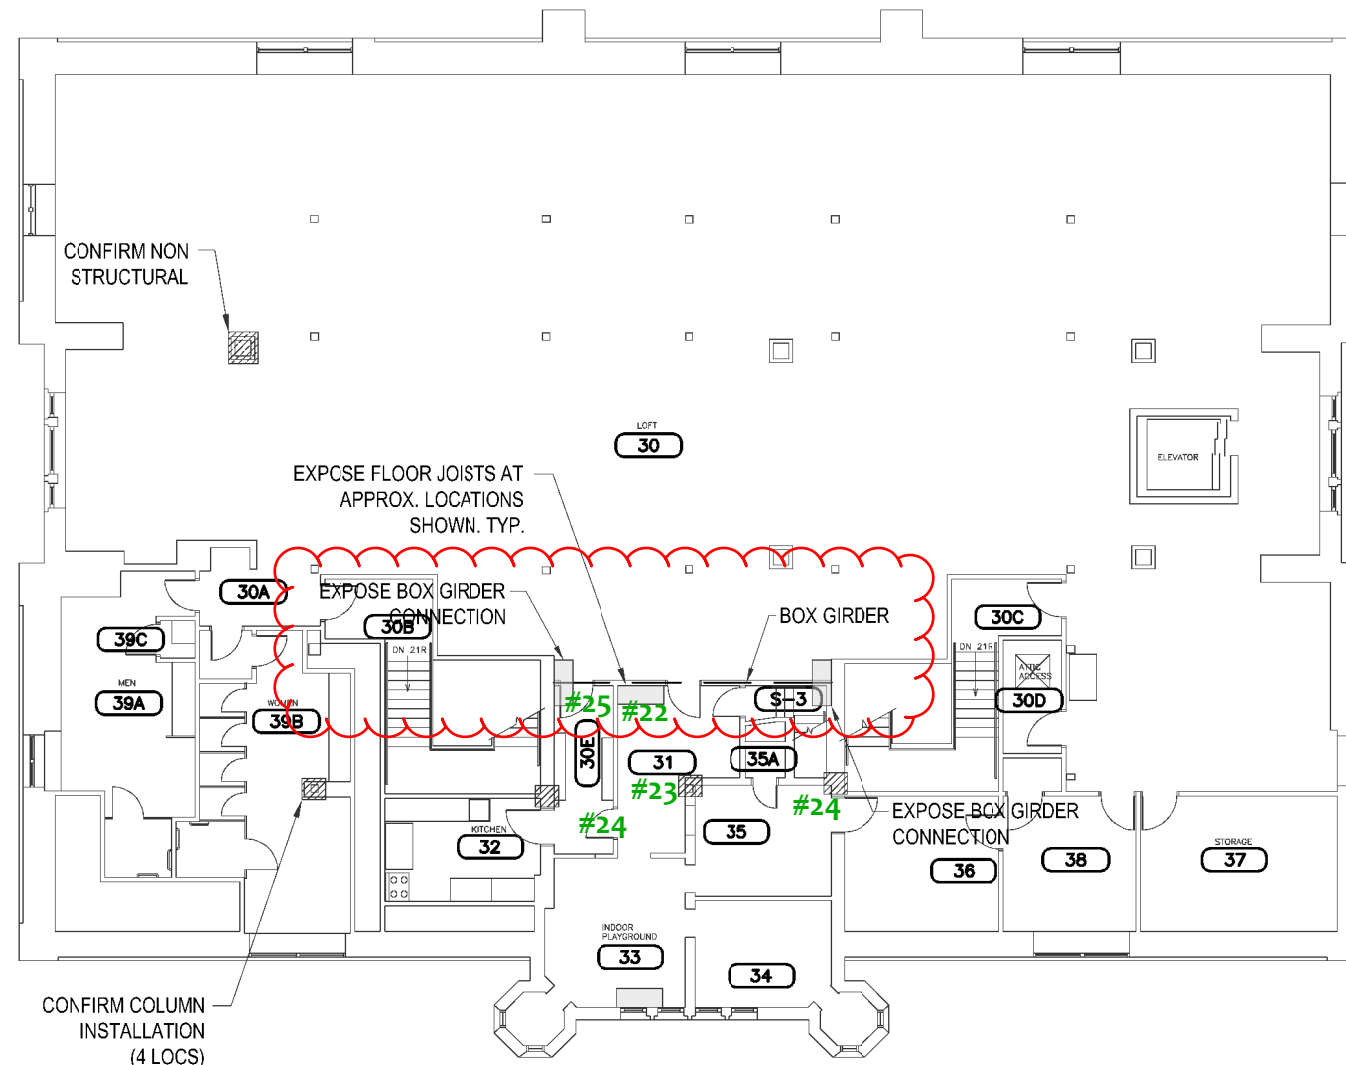 CONFIRM NON
STRUCTURAL
LOFT
30
ELEVATOR
EXPOSE FLOOR JOISTS AT
APPROX. LOCATIONS
SHOWN. TYP.
30A
EXPOSE BOX GIRDER
CONNECTION
30B
BOX GIRDER
30C
39C
DN 21R
DN 21R
ATTIC
ACCESS
MEN
39A
WOMEN
39B
#25
#22
S-3
30D
30E
31
35A
#23
#24
#24
EXPOSE BOX GIRDER
CONNECTION
KITCHEN
32
35
36
38
STORAGE
37
INDOOR
PLAYGROUND
33
34
CONFIRM COLUMN
INSTALLATION
(4 LOCS)